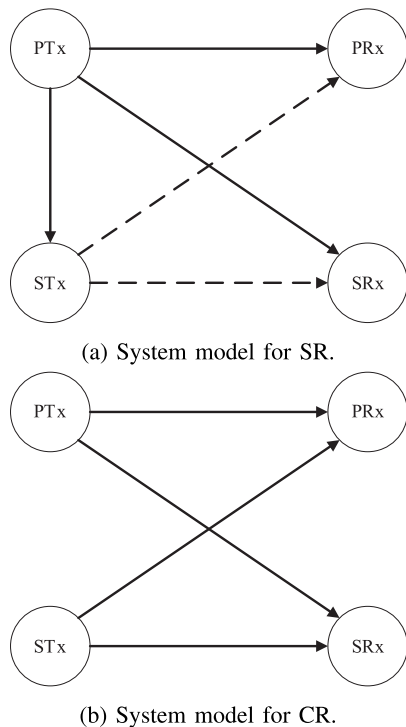 PTx
PRx
STx
SRx
(a) System model for SR.
PTx
PRx
STx
SRx
(b) System model for CR.